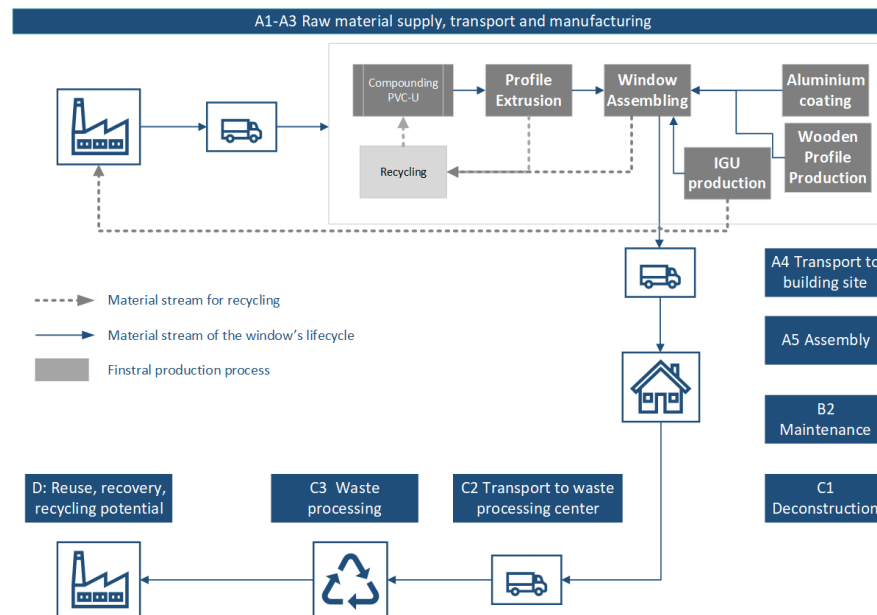 A1-A3 Raw material supply, transport and manufacturing
Compounding
PVC-U
Profile
Extrusion
Window
Assembling
Aluminium
coating
Wooden
Profile
Production
Recycling
IGU
production
A4 Transport to
building site
Material stream for recycling
Material stream of the window's lifecycle
A5 Assembly
Finstral production process
B2
Maintenance
D: Reuse, recovery,
recycling potential
C3 Waste
processing
C2 Transport to waste
processing center
C1
Deconstruction